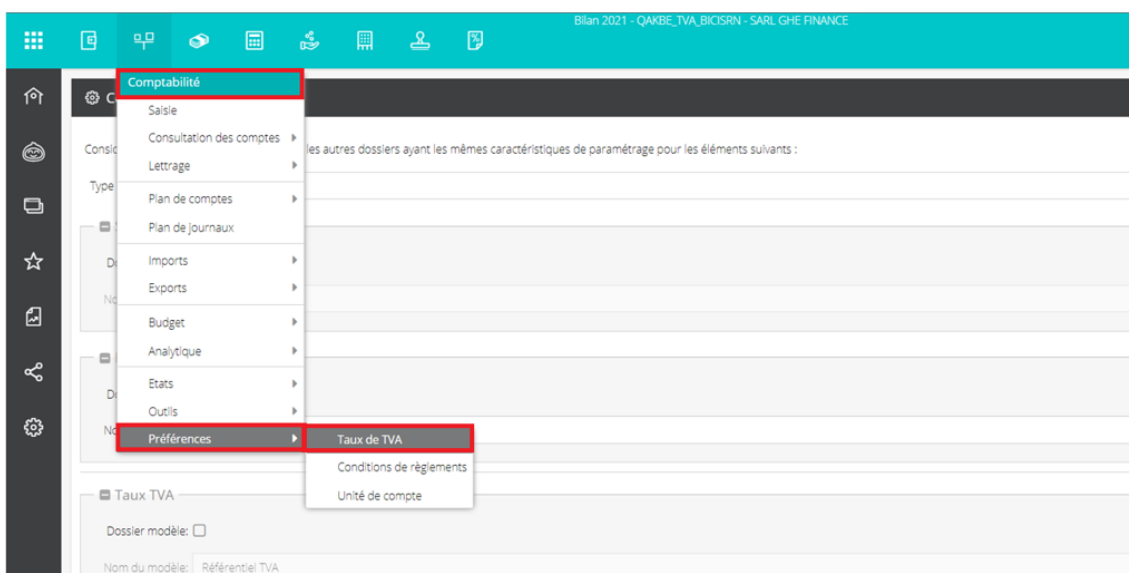 Bilan 2021 - QAKBE_TVA_BICISRN - SARL GHE FINANCE
Comptabilité
Saisie
Consultation des comptes
les autres dossiers ayant les mêmes caractéristiques de paramétrage pour les éléments suivants :
Lettrage
Type
Plan de comptes
Plan de journaux
Imports
Exports
Budget
Analytique
Etats
Outils
Préférences
Taux de TVA
Conditions de règlements
Unité de compte
Taux TVA
Dossier modèle:
Nom du modèle: Référentiel TVA